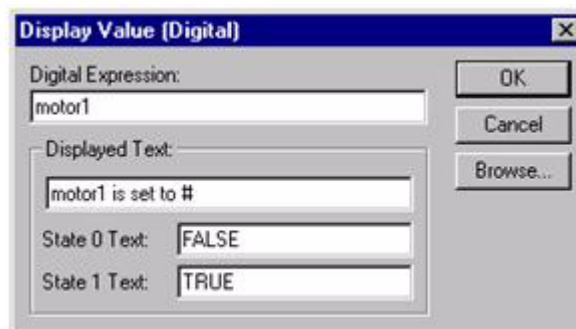 Display Value (Digital)
Digital Expression:
motor1
OK
Cancel
Browse...
Displayed Text:
motor1 is set to #
State 0 Text: FALSE
State 1 Text: TRUE